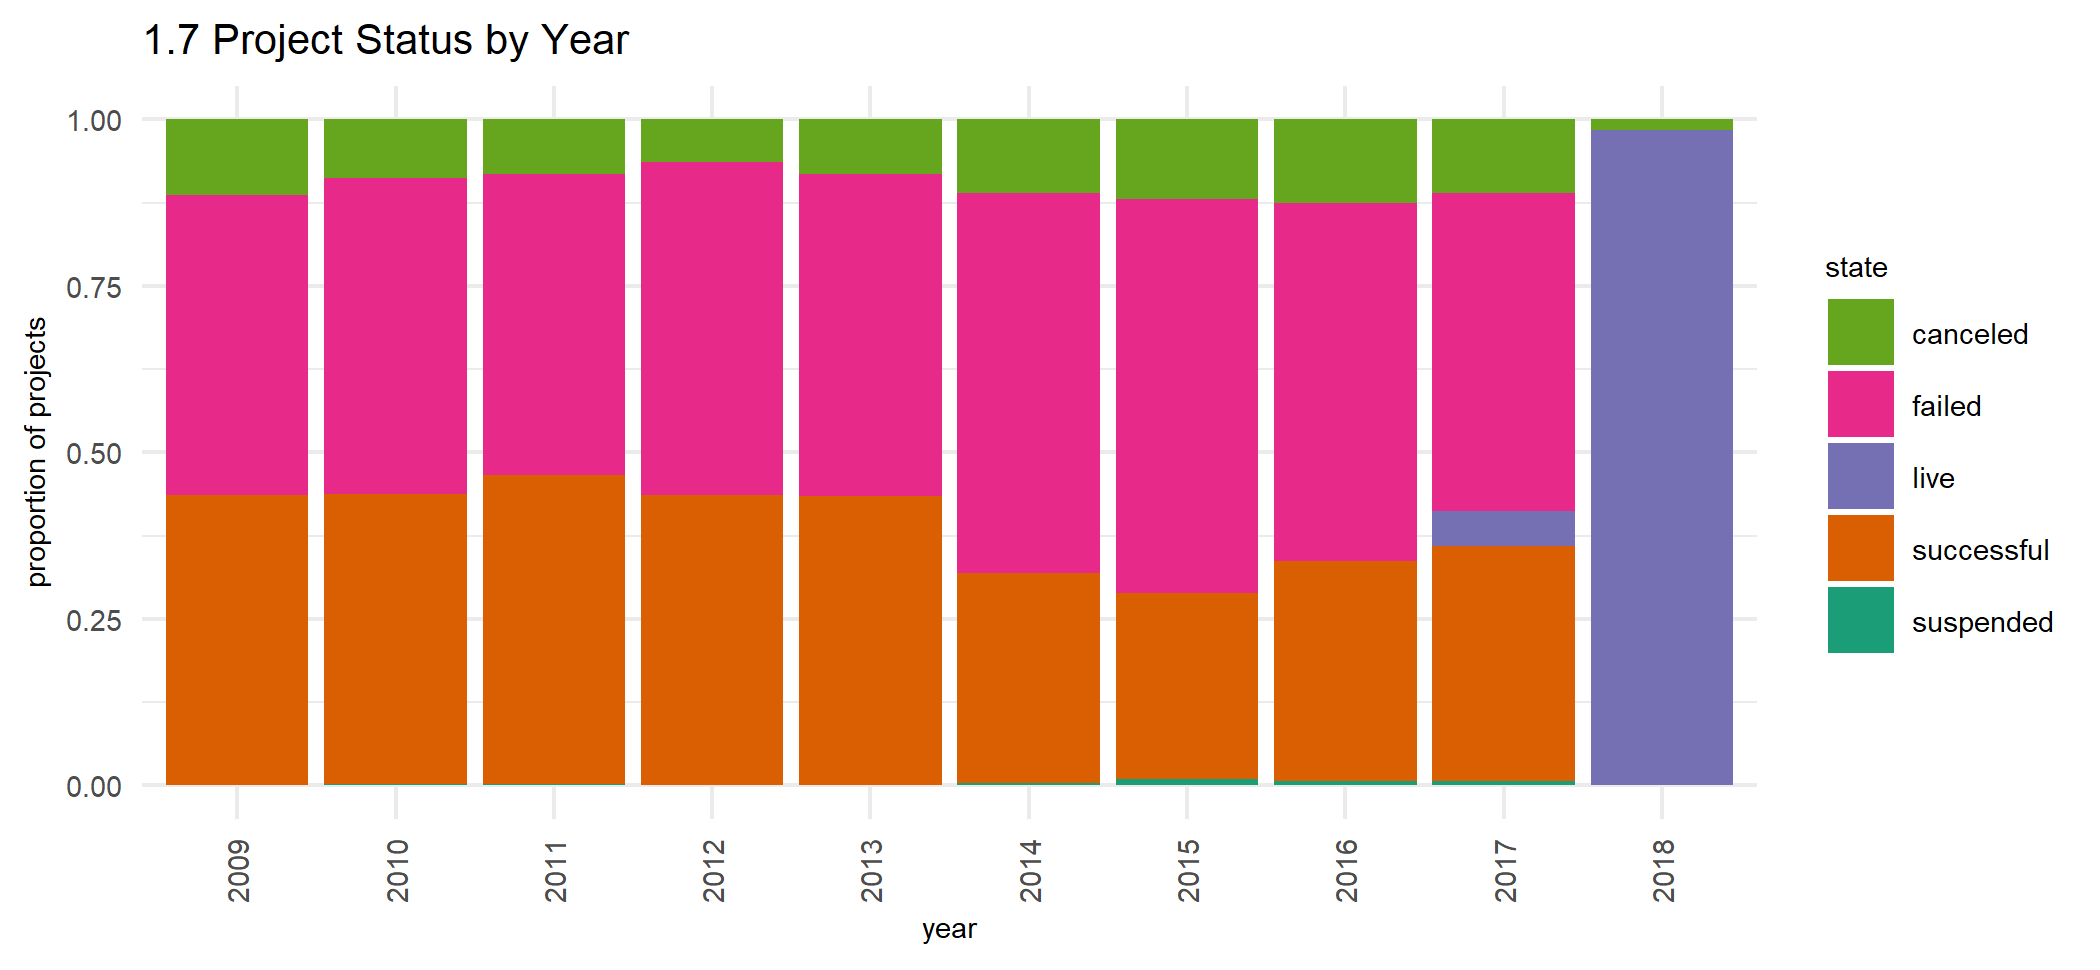 1.7 Project Status by Year
proportion of projects
1.00
0.75
0.50
0.25
0.00
2009
2010
2011
2012
2013
2014
2015
2016
2017
2018
year
state
canceled
failed
live
successful
suspended